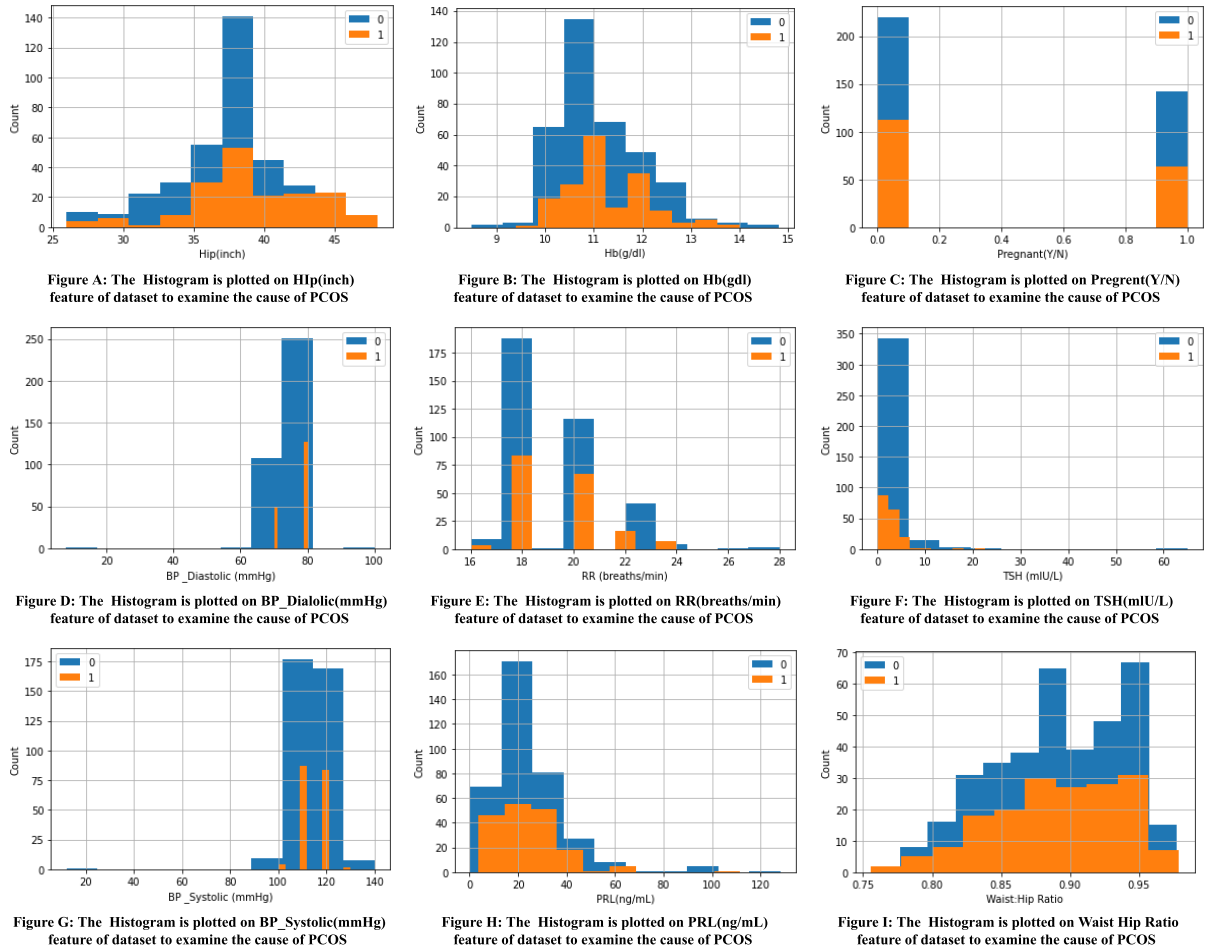 140
120
100
80
60
40
20
0
Count
25 30 35 40 45
Hip(inch)
0
1
Figure A: The Histogram is plotted on HIp(inch)
feature of dataset to examine the cause of PCOS
140
120
100
80
60
40
20
0
Count
9 10 11 12 13 14 15
Hb(g/dl)
0
1
Figure B: The Histogram is plotted on Hb(gdl)
feature of dataset to examine the cause of PCOS
200
150
100
50
0
Count
0.0 0.2 0.4 0.6 0.8 1.0
Pregnant(Y/N)
0
1
Figure C: The Histogram is plotted on Pregrent(Y/N)
feature of dataset to examine the cause of PCOS
250
200
150
100
50
0
Count
20 40 60 80 100
BP _Diastolic (mmHg)
0
1
Figure D: The Histogram is plotted on BP_Dialolic(mmHg)
feature of dataset to examine the cause of PCOS
175
150
125
100
75
50
25
0
Count
16 18 20 22 24 26 28
RR (breaths/min)
0
1
Figure E: The Histogram is plotted on RR(breaths/min)
feature of dataset to examine the cause of PCOS
350
300
250
200
150
100
50
0
Count
0 10 20 30 40 50 60
TSH (mIU/L)
0
1
Figure F: The Histogram is plotted on TSH(mlU/L)
feature of dataset to examine the cause of PCOS
175
150
125
100
75
50
25
0
Count
20 40 60 80 100 120 140
BP _Systolic (mmHg)
0
1
Figure G: The Histogram is plotted on BP_Systolic(mmHg)
feature of dataset to examine the cause of PCOS
160
140
120
100
80
60
40
20
0
Count
0 20 40 60 80 100 120
PRL(ng/mL)
0
1
Figure H: The Histogram is plotted on PRL(ng/mL)
feature of dataset to examine the cause of PCOS
70
60
50
40
30
20
10
0
Count
0.75 0.80 0.85 0.90 0.95
Waist:Hip Ratio
0
1
Figure I: The Histogram is plotted on Waist Hip Ratio
feature of dataset to examine the cause of PCOS